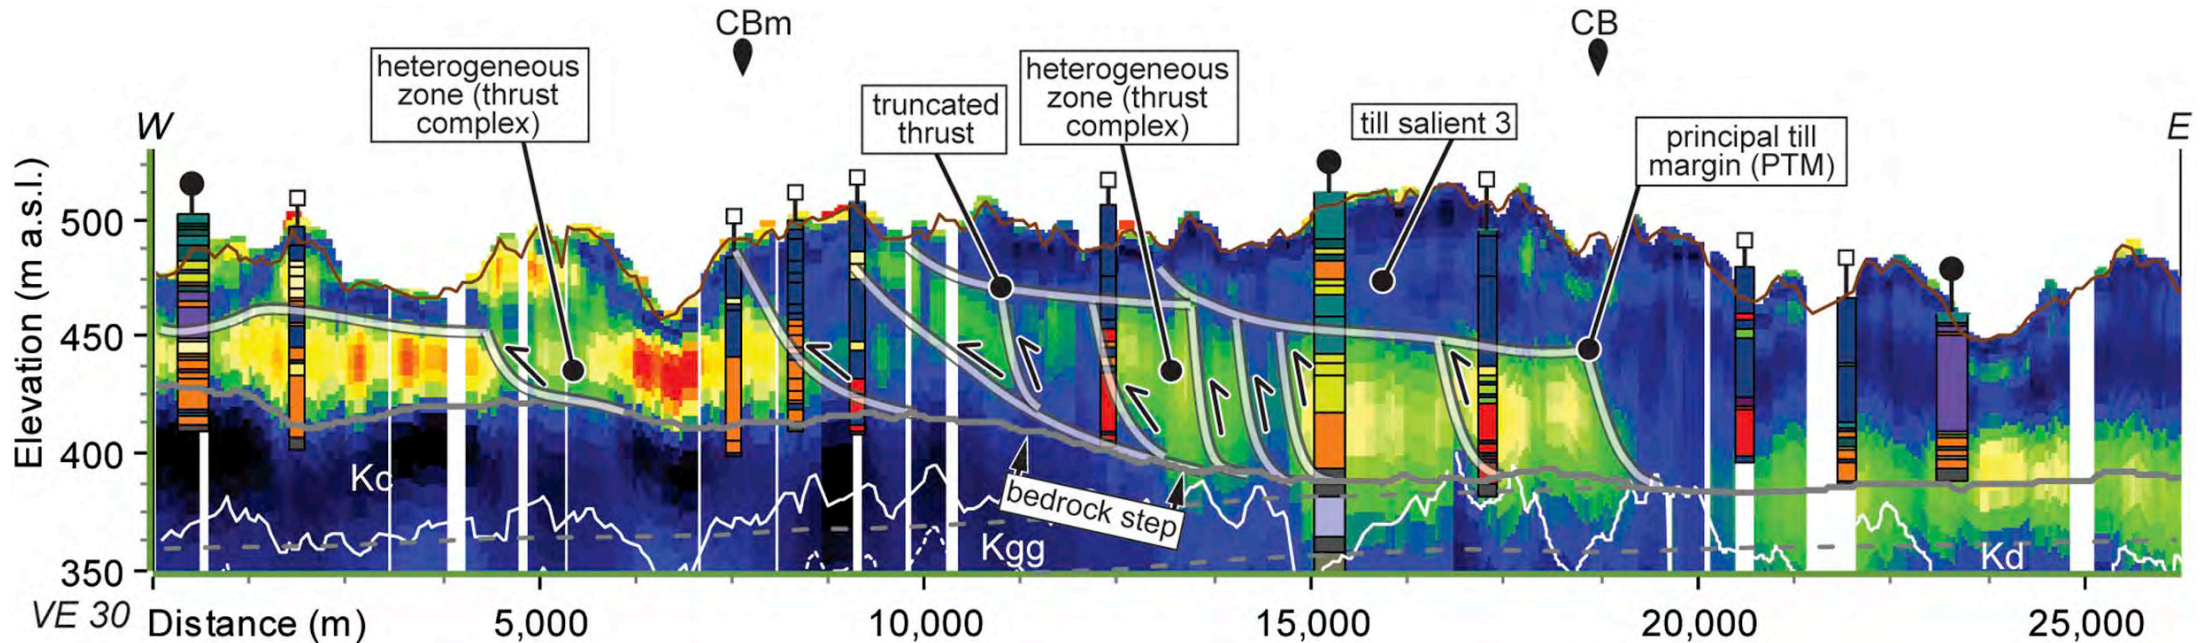 CBm
CB
heterogeneous
zone (thrust
complex)
truncated
thrust
heterogeneous
zone (thrust
complex)
till salient 3
principal till
margin (PTM)
W
E
Elevation (m a.s.l.)
500
450
400
350
Kc
bedrock step
Kgg
Kd
VE 30
Distance (m)
5,000
10,000
15,000
20,000
25,000